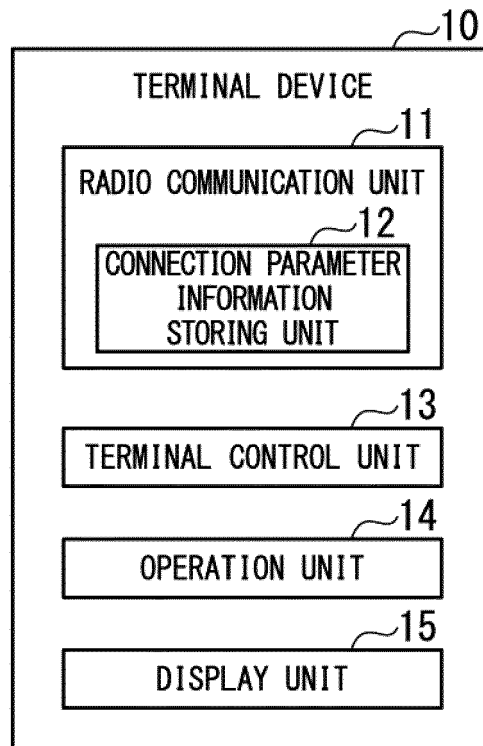 10
TERMINAL DEVICE
11
RADIO COMMUNICATION UNIT
12
CONNECTION PARAMETER
INFORMATION
STORING UNIT
13
TERMINAL CONTROL UNIT
14
OPERATION UNIT
15
DISPLAY UNIT